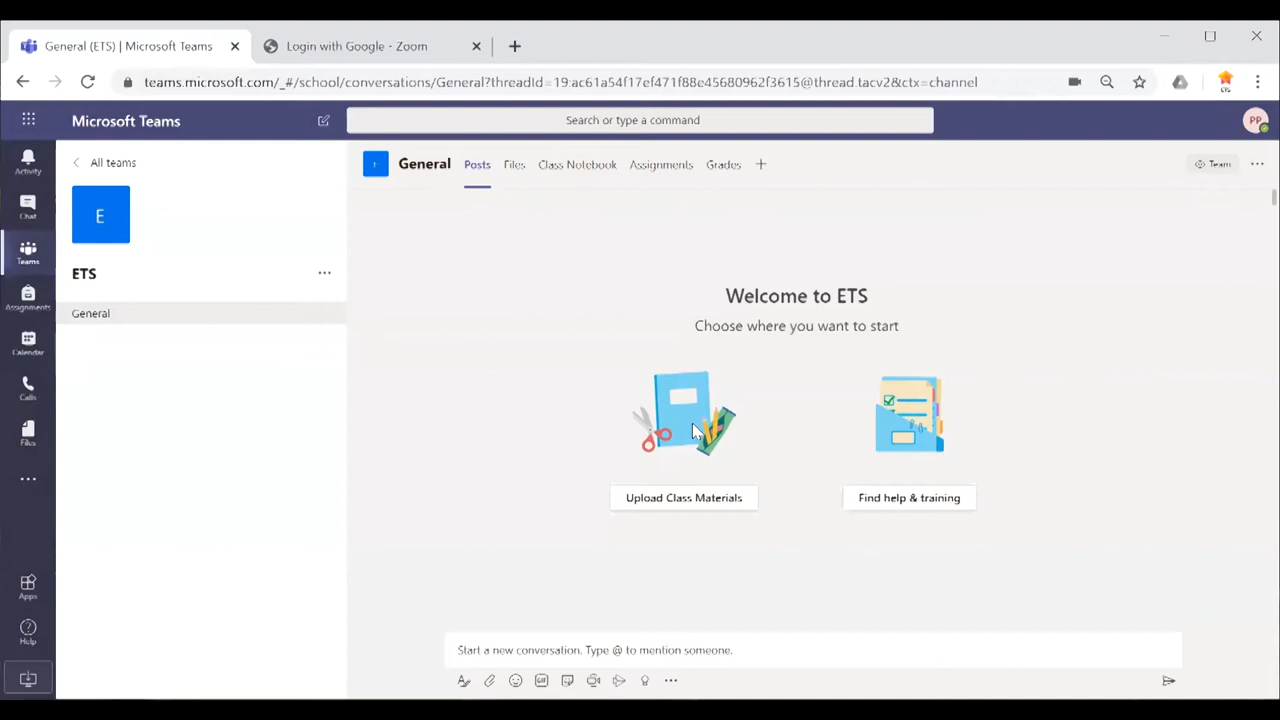 General (ETS) | Microsoft Teams
Login with Google - Zoom
teams.microsoft.com/_#/school/conversations/General?threadId=19:ac61a54f17ef471f88e45680962f3615@thread.tacv2&ctx=channel
ETS
Microsoft Teams
Search or type a command
PP
Activity
Chat
Teams
Assignments
Calendar
Calls
Files
Apps
Help
All teams
E
ETS
General
General
Posts
Files
Class Notebook
Assignments
Grades
Team
Welcome to ETS
Choose where you want to start
Upload Class Materials
Find help & training
Start a new conversation. Type @ to mention someone.
GIF